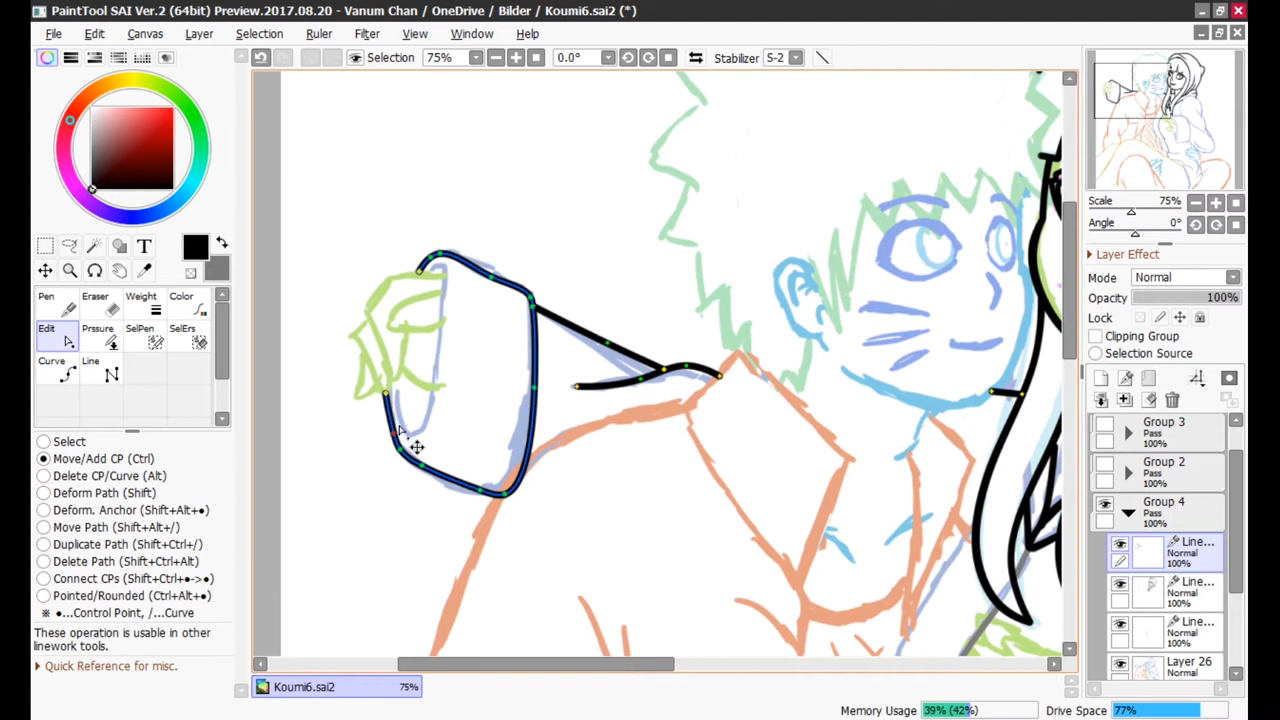 PaintTool SAI Ver.2 (64bit) Preview.2017.08.20 - Vanum Chan / OneDrive / Bilder / Koumi6.sai2 (*)
File Edit Canvas Layer Selection Ruler Filter View Window Help
Selection 75% 0.0° Stabilizer S-2
T
Pen Eraser Weight Color
Edit Prssure SelPen SelErs
Curve Line
Select
Move/Add CP (Ctrl)
Delete CP/Curve (Alt)
Deform Path (Shift)
Deform. Anchor (Shift+Alt+●)
Move Path (Shift+Alt+/)
Duplicate Path (Shift+Ctrl+/)
Delete Path (Shift+Ctrl+Alt)
Connect CPs (Shift+Ctrl+●->●)
Pointed/Rounded (Ctrl+Alt+●)
※ ●...Control Point, /...Curve
These operation is usable in other
linework tools.
Quick Reference for misc.
Koumi6.sai2 75%
Scale 75%
Angle 0°
Layer Effect
Mode Normal
Opacity 100%
Lock
Clipping Group
Selection Source
Group 3
Pass
100%
Group 2
Pass
100%
Group 4
Pass
100%
Line...
Normal
100%
Line...
Normal
100%
Line...
Normal
100%
Layer 26
Normal
100%
Memory Usage 39% (42%) Drive Space 77%